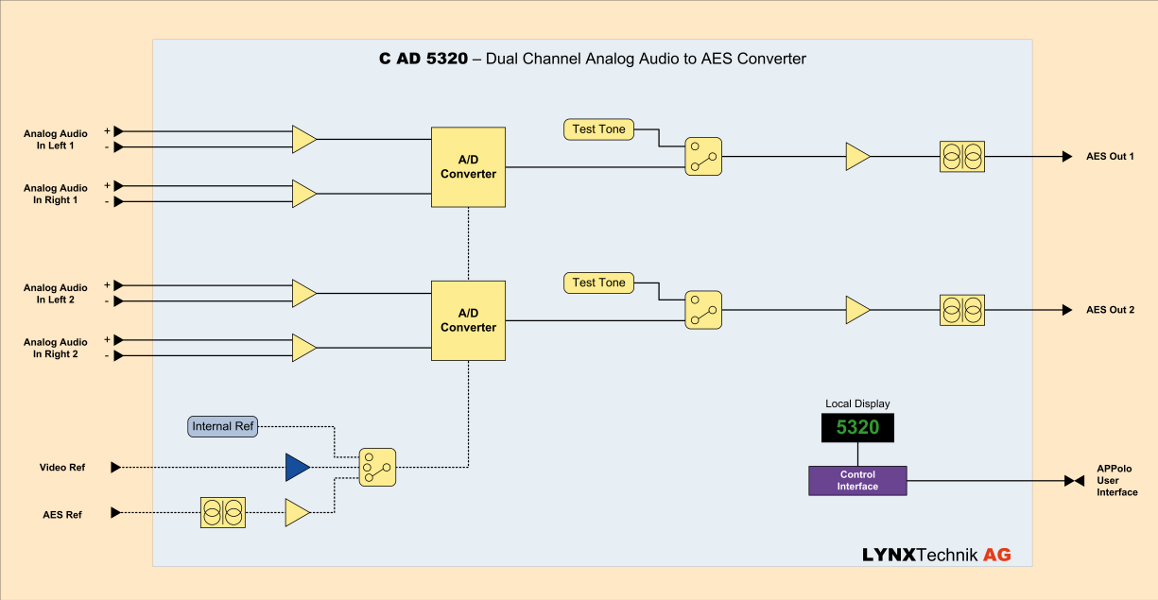 C AD 5320 – Dual Channel Analog Audio to AES Converter
Analog Audio
In Left 1
+
-
Analog Audio
In Right 1
+
-
A/D
Converter
Test Tone
AES Out 1
Analog Audio
In Left 2
+
-
Analog Audio
In Right 2
+
-
A/D
Converter
Test Tone
AES Out 2
Internal Ref
Video Ref
AES Ref
Local Display
5320
Control
Interface
APPolo
User
Interface
LYNXTechnik AG